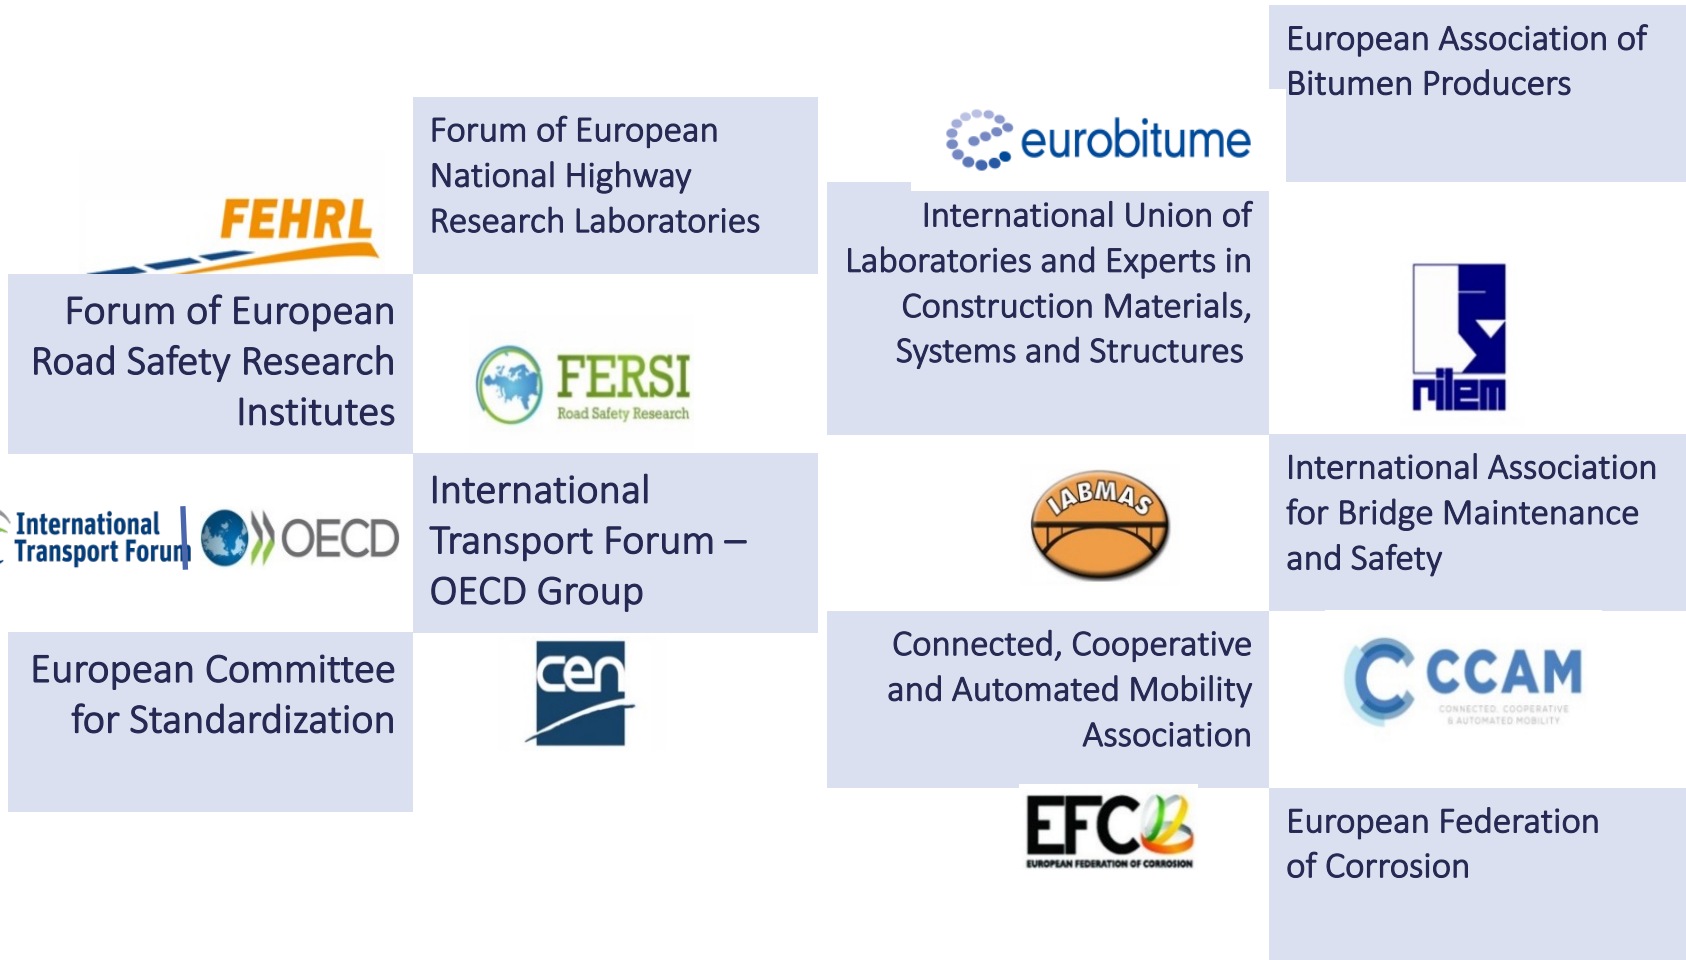 FEHRL
Forum of European
National Highway
Research Laboratories
Forum of European
Road Safety Research
Institutes
FERSI
Road Safety Research
International
Transport Forum
OECD
International
Transport Forum –
OECD Group
European Committee
for Standardization
cen
eurobitume
European Association of
Bitumen Producers
International Union of
Laboratories and Experts in
Construction Materials,
Systems and Structures
rilem
IABMAS
International Association
for Bridge Maintenance
and Safety
Connected, Cooperative
and Automated Mobility
Association
CCAM
CONNECTED, COOPERATIVE
& AUTOMATED MOBILITY
EFC
EUROPEAN FEDERATION OF CORROSION
European Federation
of Corrosion